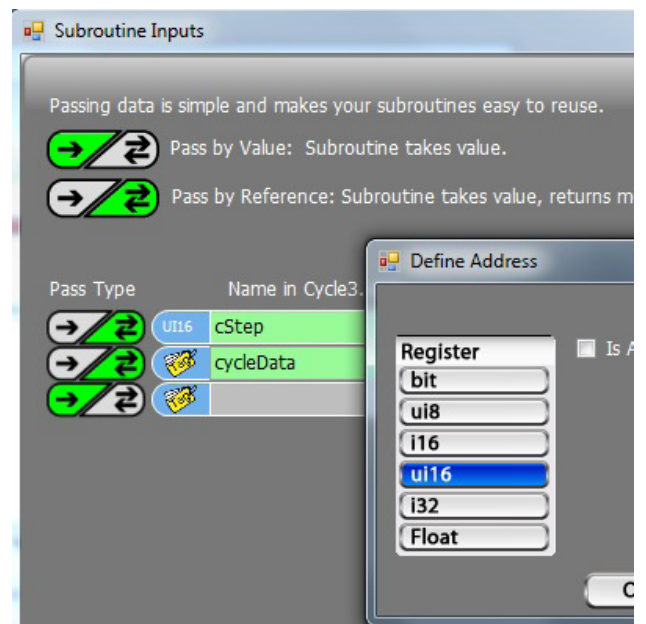 Subroutine Inputs
Passing data is simple and makes your subroutines easy to reuse.
Pass by Value: Subroutine takes value.
Pass by Reference: Subroutine takes value, returns
Define Address
Pass Type Name in Cycle3.
UI16 cStep
cycleData
Register
Is
bit
ui8
i16
ui16
i32
Float